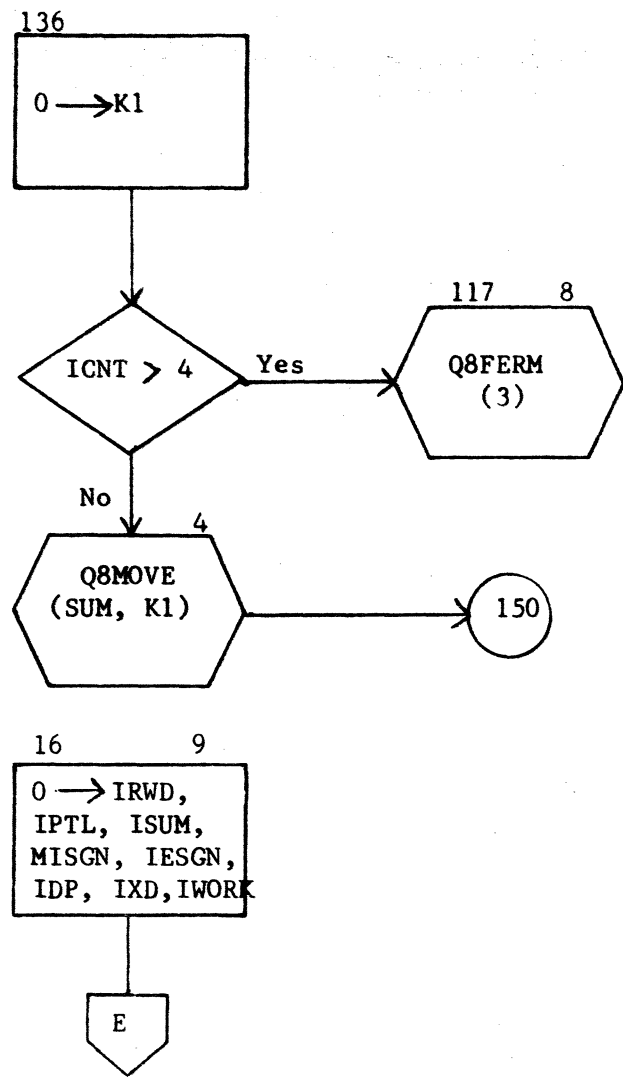 136
0 → K1
117 8
ICNT > 4
Yes
Q8FERM
(3)
No
4
Q8MOVE
(SUM, K1)
150
16 9
0 → IRWD,
IPTL, ISUM,
MISGN, IESGN,
IDP, IXD, IWORK
E